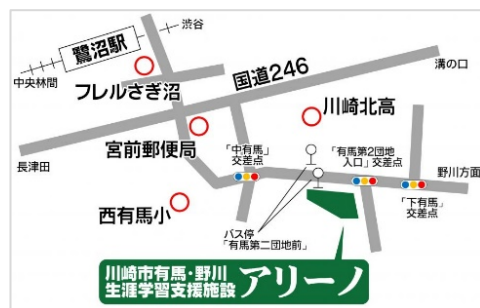 渋谷
鷺沼駅
中央林間
フレルさぎ沼
国道246
溝の口
川崎北高
宮前郵便局
長津田
「中有馬」
交差点
「有馬第2団地
入口」交差点
野川方面
西有馬小
バス停
「有馬第二団地前」
「下有馬」
交差点
川崎市有馬・野川
生涯学習支援施設
アリーノ